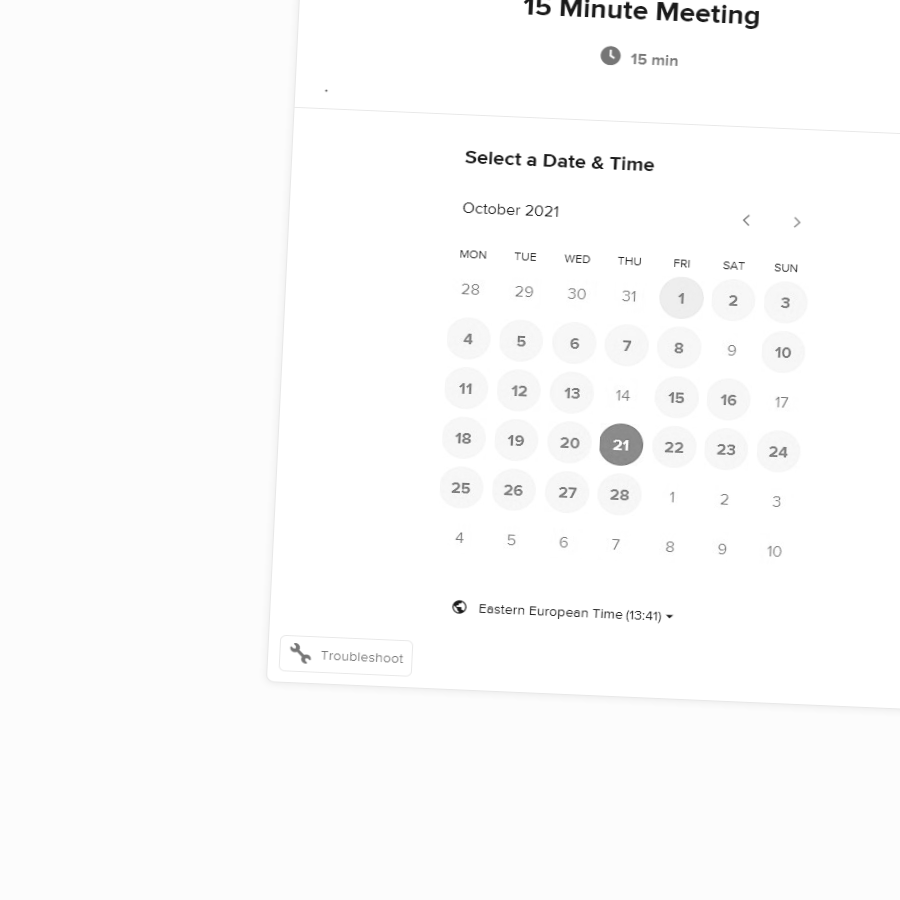 15 Minute Meeting
15 min
.
Select a Date & Time
October 2021
MON TUE WED THU FRI SAT SUN
28 29 30 31 1 2 3
4 5 6 7 8 9 10
11 12 13 14 15 16 17
18 19 20 21 22 23 24
25 26 27 28 1 2 3
4 5 6 7 8 9 10
Eastern European Time (13:41)
Troubleshoot